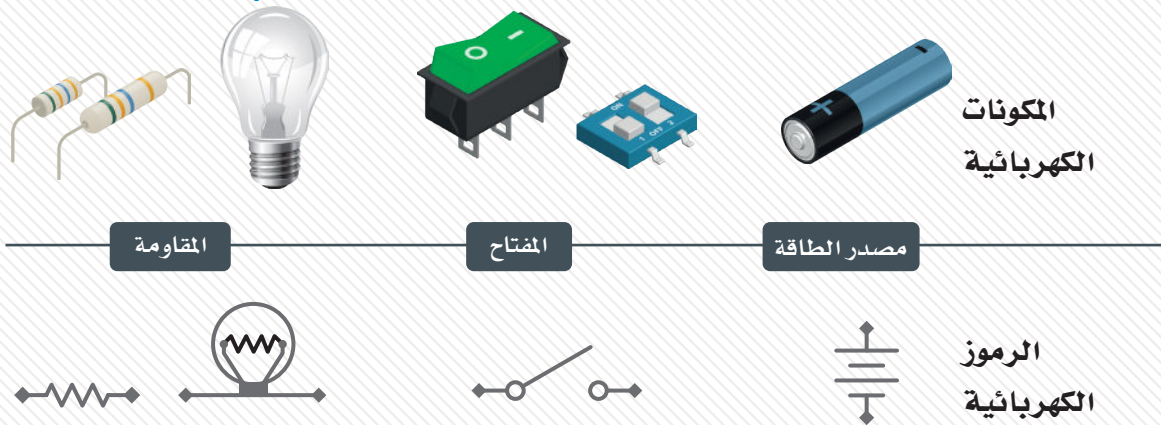 المكونات
الكهربائية
مصدر الطاقة
المفتاح
المقاومة
الرموز
الكهربائية